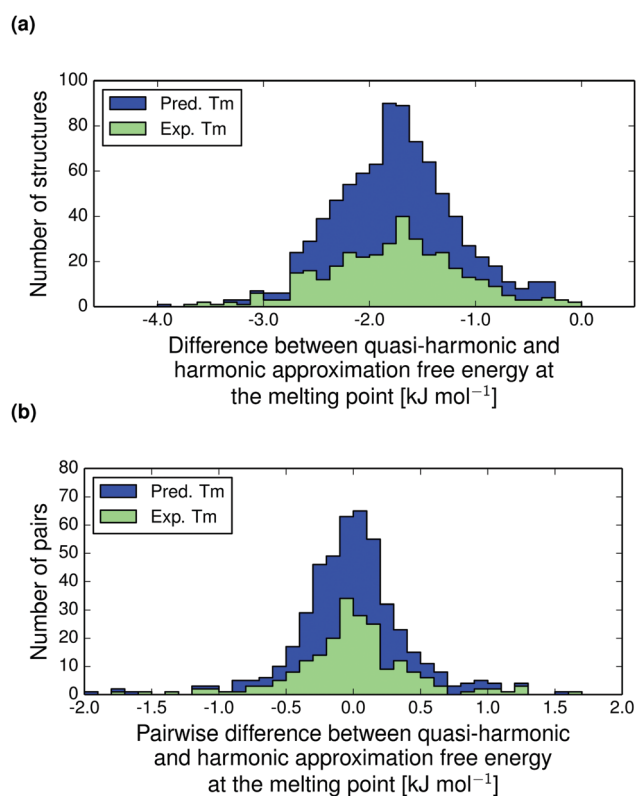 (a)
100
80
60
40
20
0
Number of structures
Pred. Tm
Exp. Tm
-4.0 -3.0 -2.0 -1.0 0.0
Difference between quasi-harmonic and
harmonic approximation free energy at
the melting point [kJ mol⁻¹]
(b)
80
70
60
50
40
30
20
10
0
Number of pairs
Pred. Tm
Exp. Tm
-2.0 -1.5 -1.0 -0.5 0.0 0.5 1.0 1.5 2.0
Pairwise difference between quasi-harmonic
and harmonic approximation free energy
at the melting point [kJ mol⁻¹]